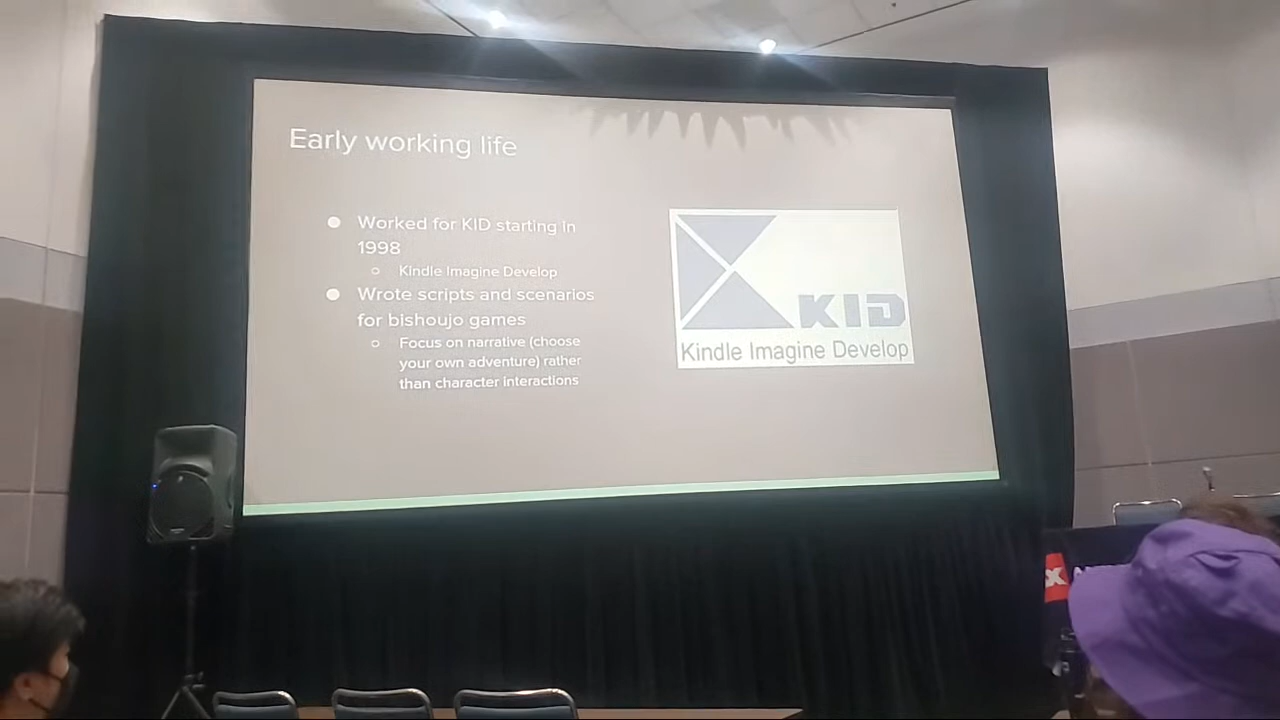 Early working life
Worked for KID starting in
1998
Kindle Imagine Develop
Wrote scripts and scenarios
for bishoujo games
Focus on narrative (choose
your own adventure) rather
than character interactions
KID
Kindle Imagine Develop